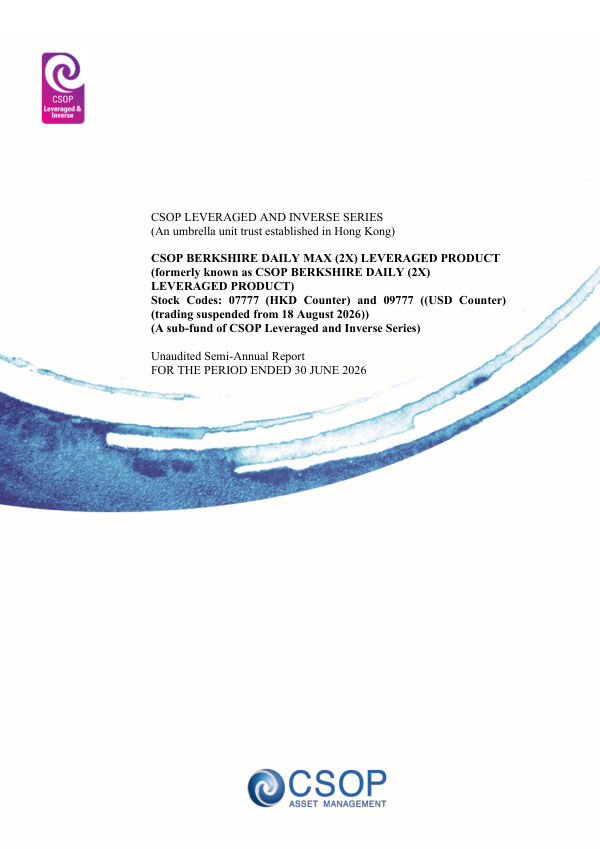 CSOP
Leveraged &
Inverse
CSOP LEVERAGED AND INVERSE SERIES
(An umbrella unit trust established in Hong Kong)
CSOP BERKSHIRE DAILY MAX (2X) LEVERAGED PRODUCT
(formerly known as CSOP BERKSHIRE DAILY (2X)
LEVERAGED PRODUCT)
Stock Codes: 07777 (HKD Counter) and 09777 ((USD Counter)
(trading suspended from 18 August 2026))
(A sub-fund of CSOP Leveraged and Inverse Series)
Unaudited Semi-Annual Report
FOR THE PERIOD ENDED 30 JUNE 2026
CSOP
ASSET MANAGEMENT